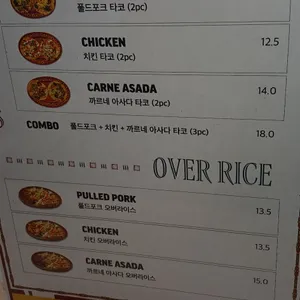 풀드포크 타코 (2pc)
CHICKEN 12.5
치킨 타코 (2pc)
CARNE ASADA 14.0
까르네 아사다 타코 (2pc)
COMBO 풀드포크 + 치킨 + 까르네 아사다 타코 (3pc) 18.0
OVER RICE
PULLED PORK 13.5
풀드포크 오버라이스
CHICKEN 13.5
치킨 오버라이스
CARNE ASADA 15.0
까르네 아사다 오버라이스